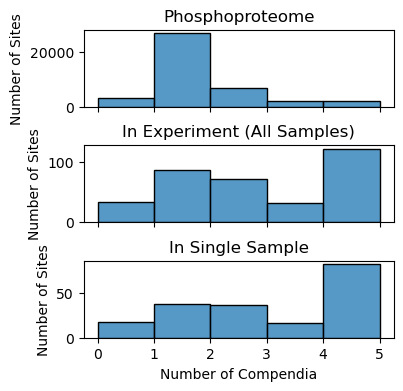 Phosphoproteome
Number of Sites
20000
0
In Experiment (All Samples)
Number of Sites
100
0
In Single Sample
Number of Sites
50
0
0 1 2 3 4 5
Number of Compendia